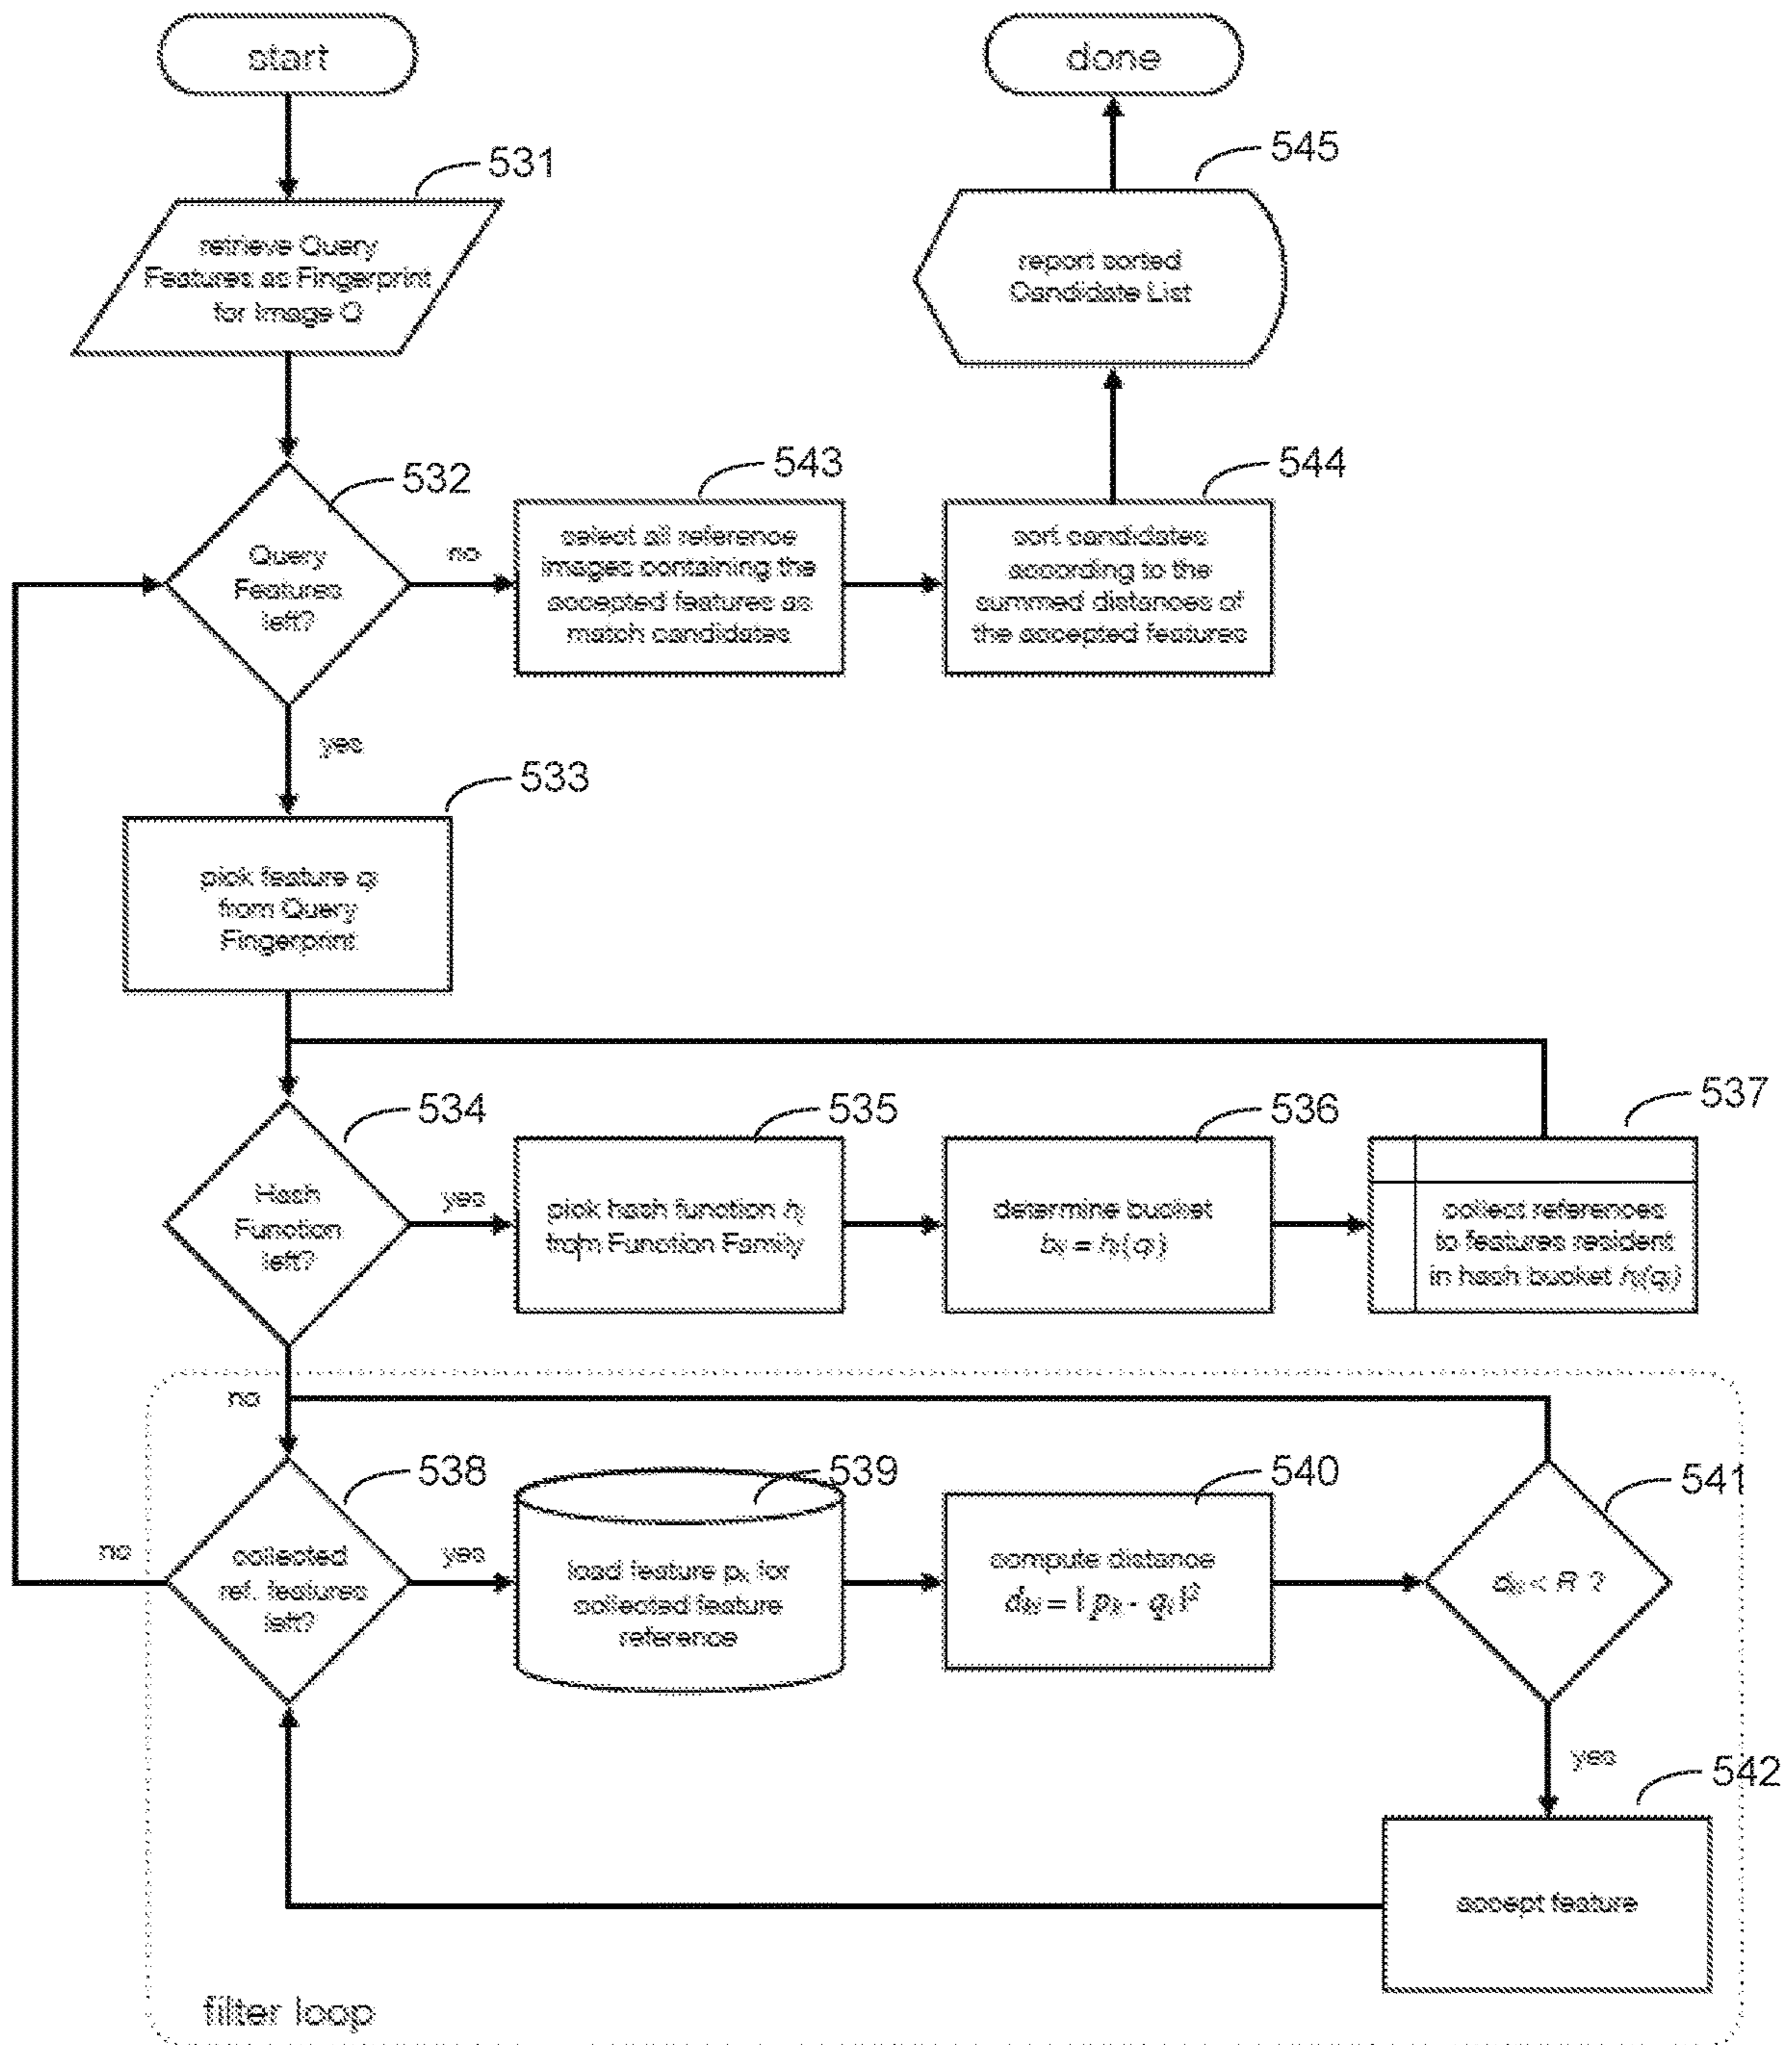 start
done
531
545
retrieve Query
Features as Fingerprint
for Image Q
report sorted
Candidate List
532
543
544
Query
Features
left?
no
select all reference
images containing the
accepted features as
match candidates
sort candidates
according to the
summed distances of
the accepted features
yes
533
pick feature qi
from Query
Fingerprint
534
535
536
537
Hash
Function
left?
yes
pick hash function hj
from Function Family
determine bucket
bij = hj(qi)
collect references
to features resident
in hash bucket hj(qi)
no
538
539
540
541
no
collected
ref. features
left?
yes
load feature pk for
collected feature
reference
compute distance
dki = | pk - qi |²
dki < R ?
yes
542
accept feature
filter loop